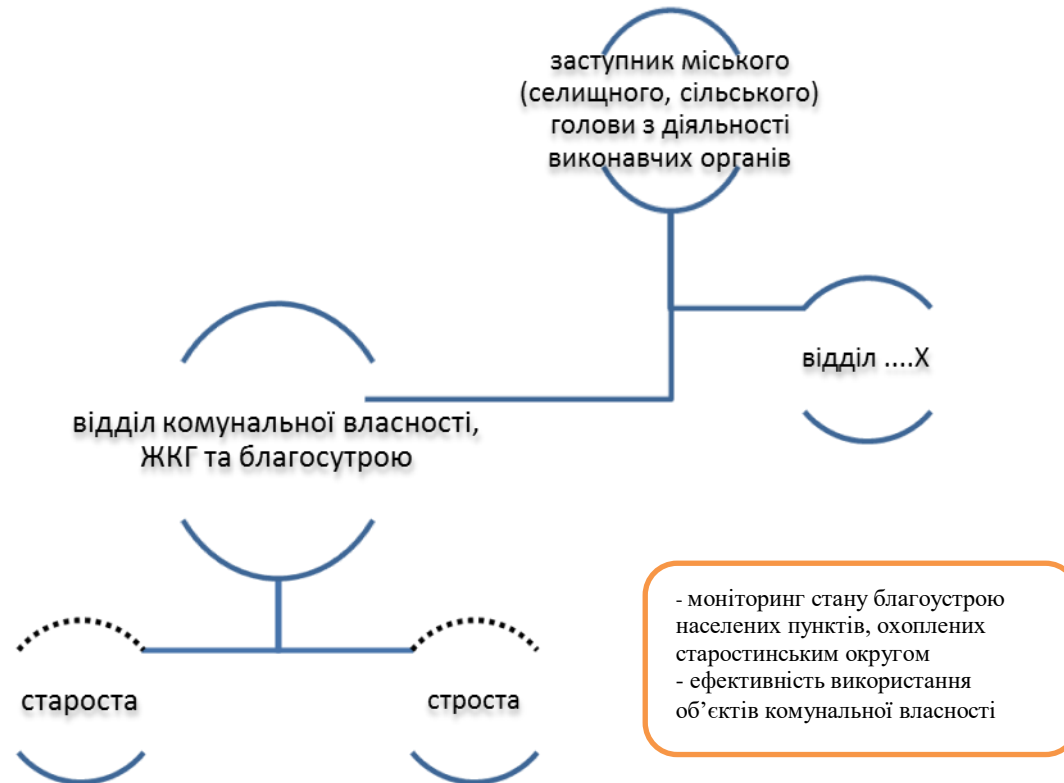 заступник міського
(селищного, сільського)
голови з діяльності
виконавчих органів
відділ ....Х
відділ комунальної власності,
ЖКГ та благосутрою
староста
строста
- моніторинг стану благоустрою
населених пунктів, охоплених
старостинським округом
- ефективність використання
об’єктів комунальної власності